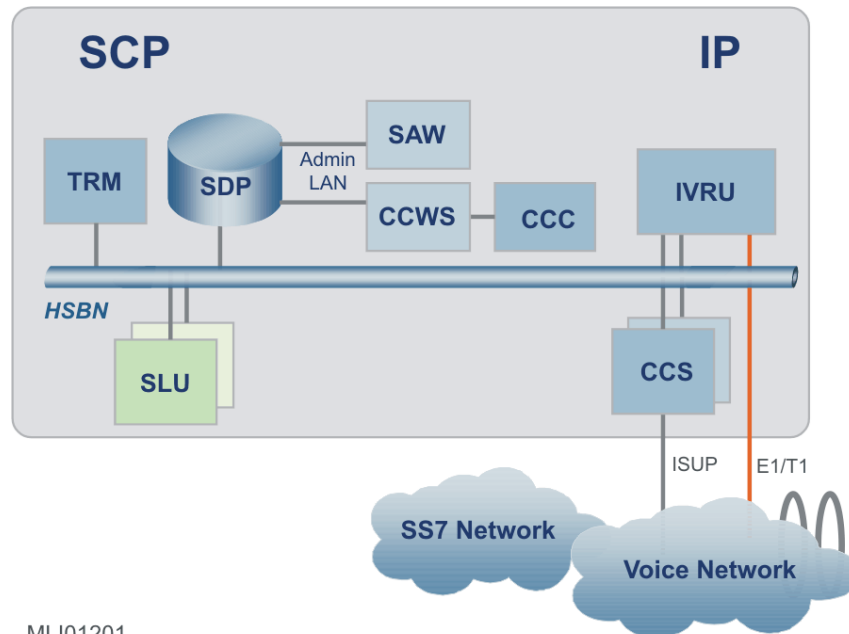 SCP
IP
TRM
SDP
Admin
LAN
SAW
CCWS
CCC
IVRU
HSBN
SLU
CCS
ISUP
E1/T1
SS7 Network
Voice Network